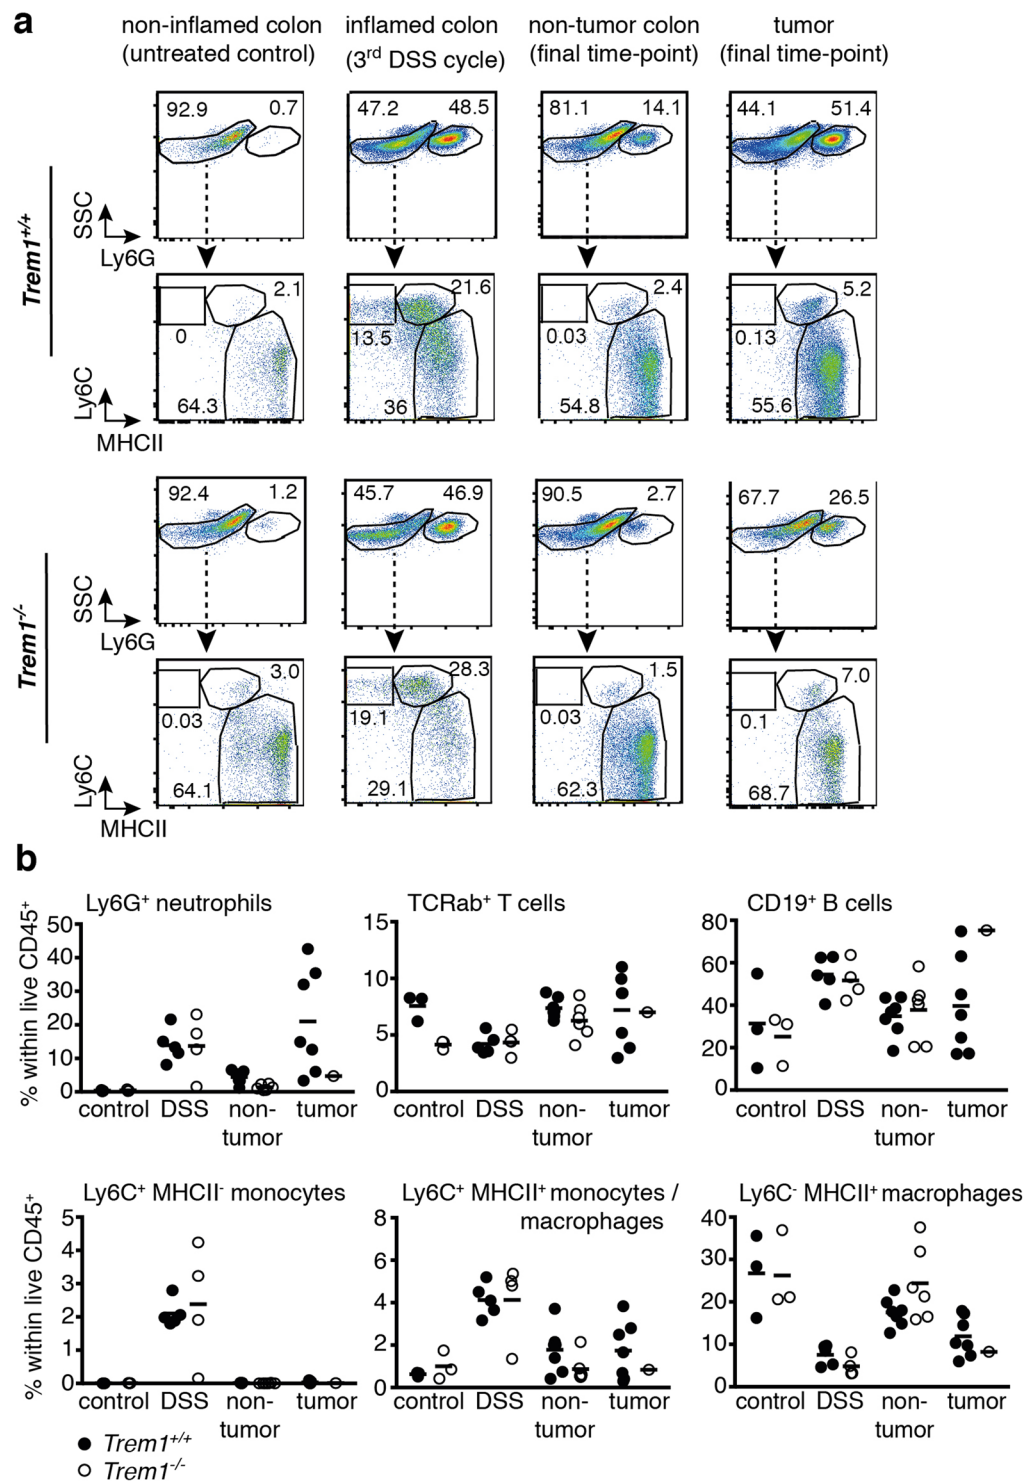 a
non-inflamed colon inflamed colon non-tumor colon tumor
(untreated control) (3rd DSS cycle) (final time-point) (final time-point)
92.9 0.7 47.2 48.5 81.1 14.1 44.1 51.4
SSC
Ly6G
Trem1+/+
2.1 21.6 2.4 5.2
0 13.5 0.03 0.13
64.3 36 54.8 55.6
Ly6C
MHCII
92.4 1.2 45.7 46.9 90.5 2.7 67.7 26.5
SSC
Ly6G
Trem1-/-
3.0 28.3 1.5 7.0
0.03 19.1 0.03 0.1
64.1 29.1 62.3 68.7
Ly6C
MHCII
b
Ly6G+ neutrophils
% within live CD45+
50
40
30
20
10
0
control DSS non- tumor
tumor
TCRab+ T cells
15
10
5
0
control DSS non- tumor
tumor
CD19+ B cells
80
60
40
20
0
control DSS non- tumor
tumor
Ly6C+ MHCII- monocytes
% within live CD45+
5
4
3
2
1
0
control DSS non- tumor
tumor
Ly6C+ MHCII+ monocytes /
macrophages
8
6
4
2
0
control DSS non- tumor
tumor
Ly6C- MHCII+ macrophages
40
30
20
10
0
control DSS non- tumor
tumor
Trem1+/+
Trem1-/-